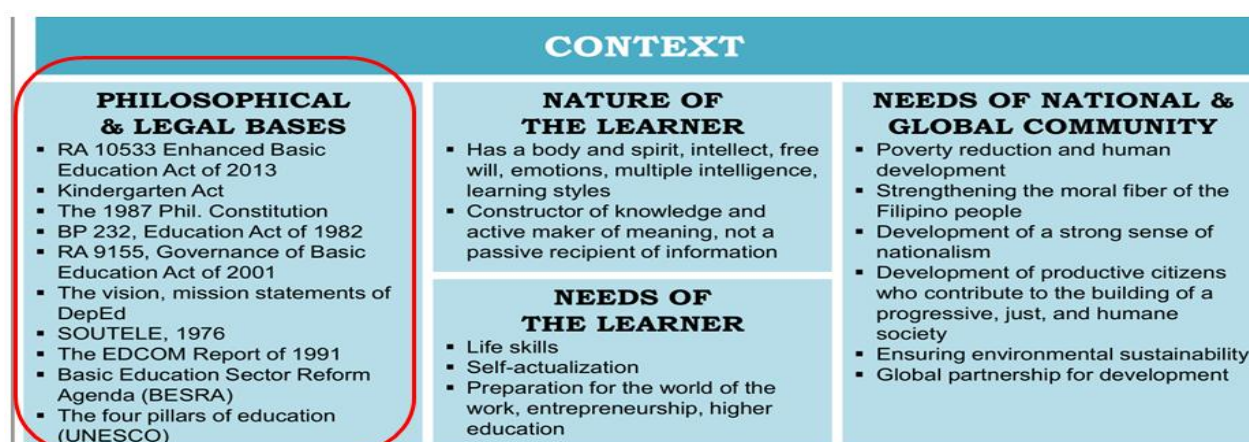 CONTEXT
PHILOSOPHICAL
& LEGAL BASES
▪ RA 10533 Enhanced Basic
Education Act of 2013
▪ Kindergarten Act
▪ The 1987 Phil. Constitution
▪ BP 232, Education Act of 1982
▪ RA 9155, Governance of Basic
Education Act of 2001
▪ The vision, mission statements of
DepEd
▪ SOUTELE, 1976
▪ The EDCOM Report of 1991
▪ Basic Education Sector Reform
Agenda (BESRA)
▪ The four pillars of education
(UNESCO)
NATURE OF
THE LEARNER
▪ Has a body and spirit, intellect, free
will, emotions, multiple intelligence,
learning styles
▪ Constructor of knowledge and
active maker of meaning, not a
passive recipient of information
NEEDS OF
THE LEARNER
▪ Life skills
▪ Self-actualization
▪ Preparation for the world of the
work, entrepreneurship, higher
education
NEEDS OF NATIONAL &
GLOBAL COMMUNITY
▪ Poverty reduction and human
development
▪ Strengthening the moral fiber of the
Filipino people
▪ Development of a strong sense of
nationalism
▪ Development of productive citizens
who contribute to the building of a
progressive, just, and humane
society
▪ Ensuring environmental sustainability
▪ Global partnership for development